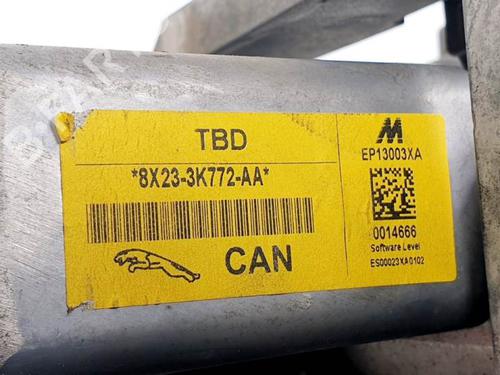 TBD
*8X23-3K772-AA*
CAN
EP13003XA
0014666
Software Level
ES00023XA0102